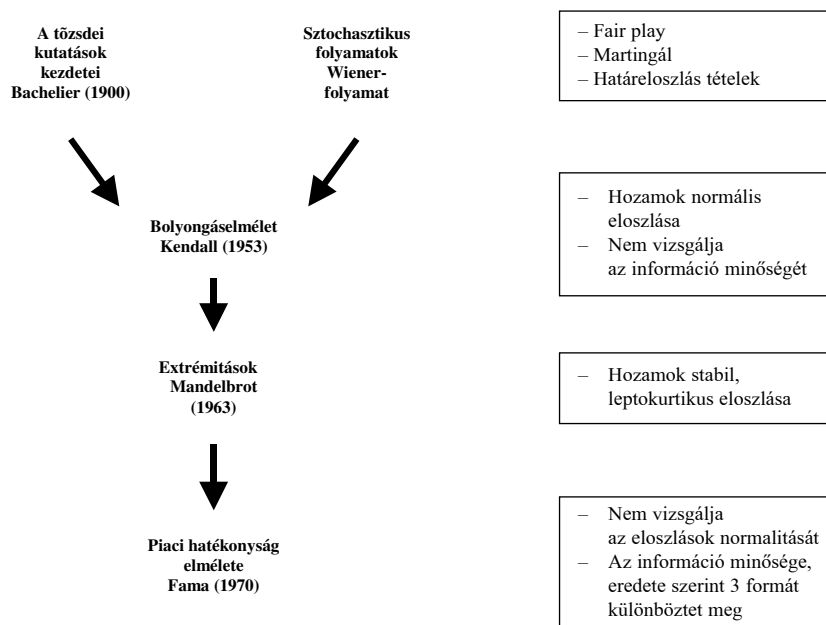 A tõzsdei
kutatások
kezdetei
Bachelier (1900)
Sztochasztikus
folyamatok
Wiener-
folyamat
– Fair play
– Martingál
– Határeloszlás tételek
Bolyongáselmélet
Kendall (1953)
– Hozamok normális
eloszlása
– Nem vizsgálja
az információ minőségét
Extrémitások
Mandelbrot
(1963)
– Hozamok stabil,
leptokurtikus eloszlása
Piaci hatékonyság
elmélete
Fama (1970)
– Nem vizsgálja
az eloszlások normalitását
– Az információ minősége,
eredete szerint 3 formát
különböztet meg